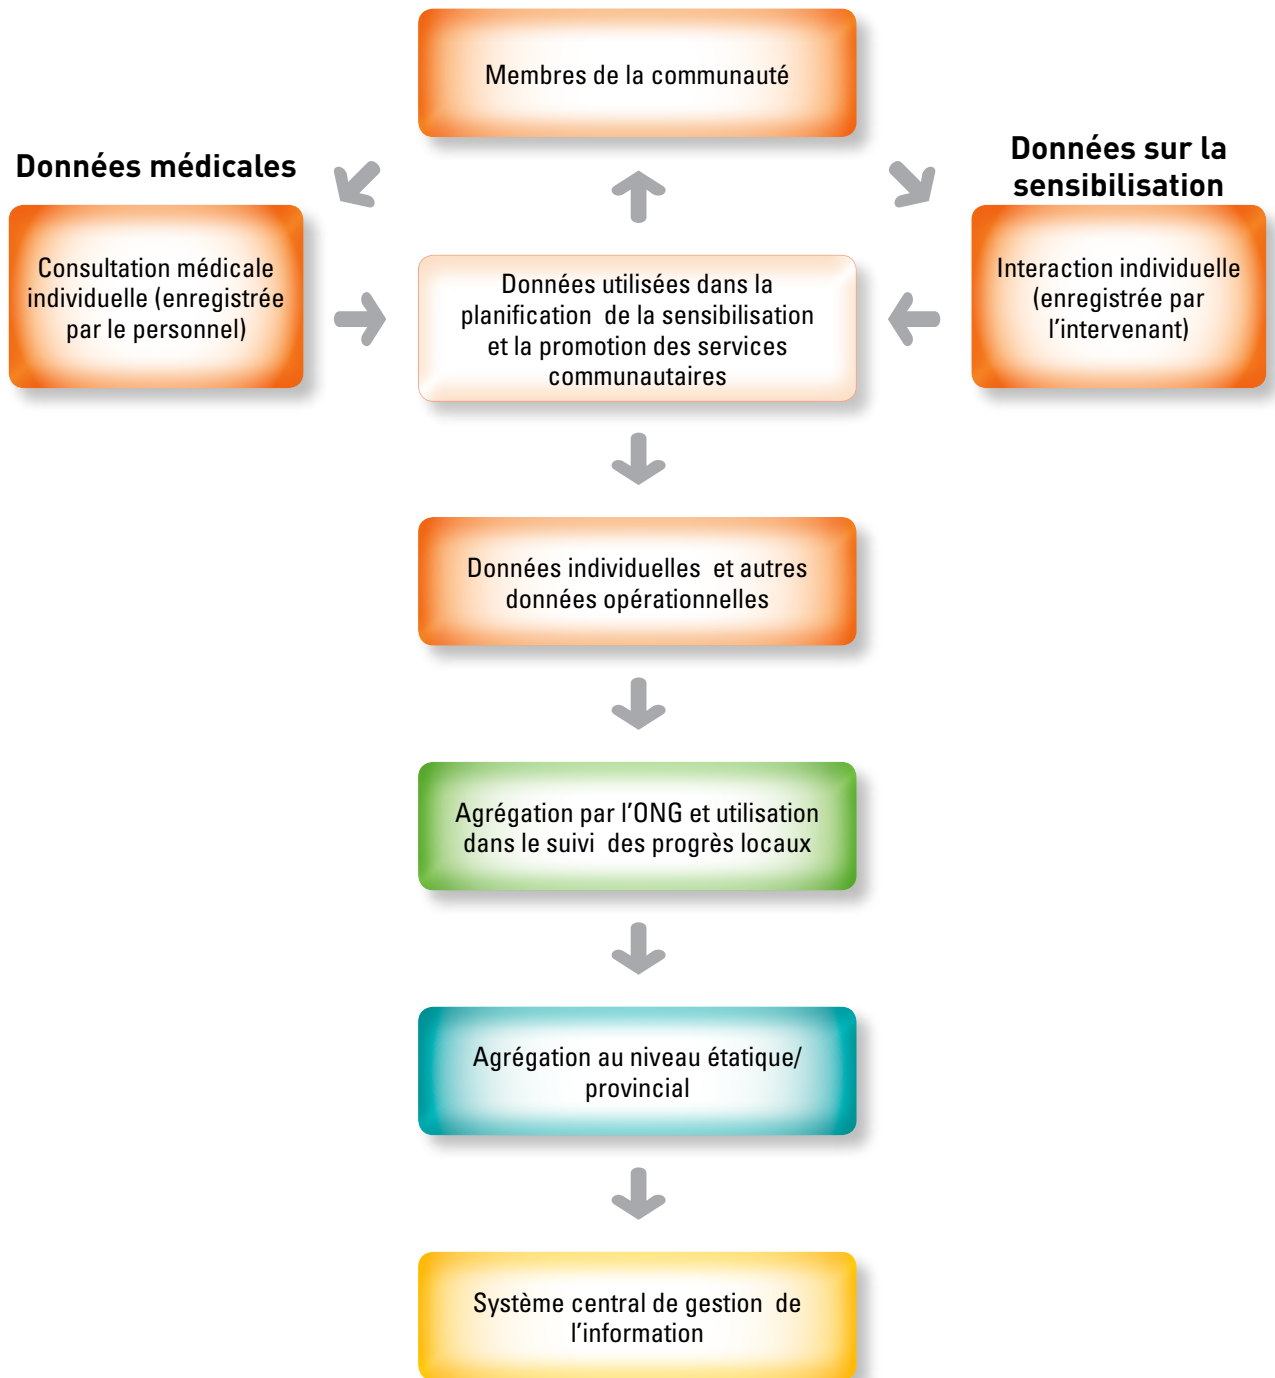 Membres de la communauté
Données médicales
Données sur la
sensibilisation
Consultation médicale
individuelle (enregistrée
par le personnel)
Données utilisées dans la
planification de la sensibilisation
et la promotion des services
communautaires
Interaction individuelle
(enregistrée par
l'intervenant)
Données individuelles et autres
données opérationnelles
Agrégation par l'ONG et utilisation
dans le suivi des progrès locaux
Agrégation au niveau étatique/
provincial
Système central de gestion de
l'information